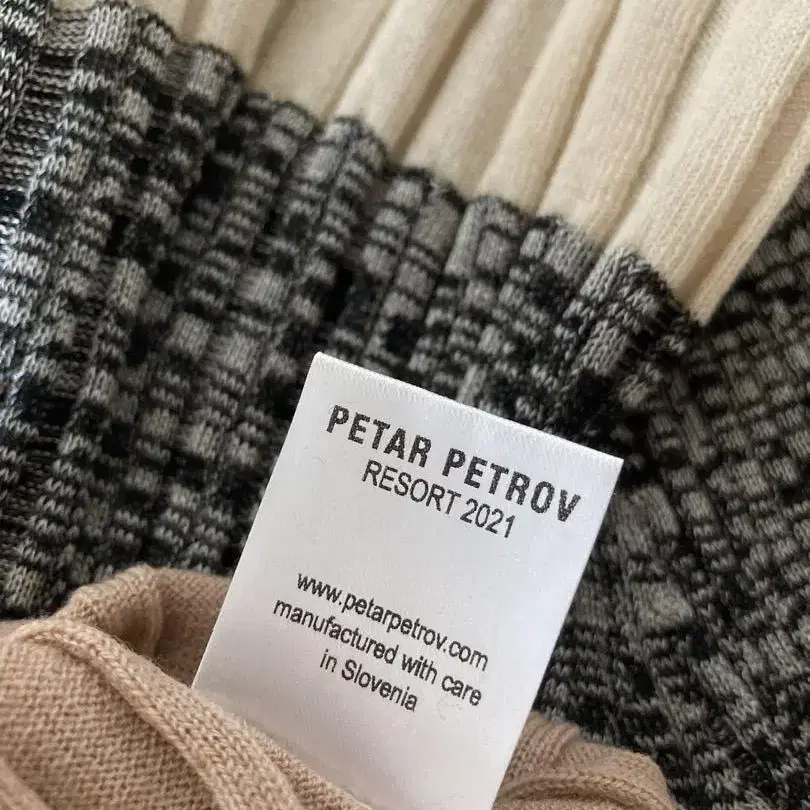 PETAR PETROV
RESORT 2021
www.petarpetrov.com
manufactured with care
in Slovenia